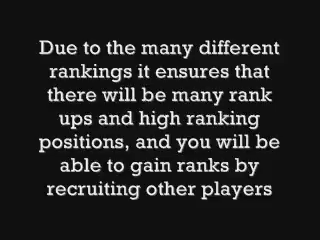 Due to the many different
rankings it ensures that
there will be many rank
ups and high ranking
positions, and you will be
able to gain ranks by
recruiting other players